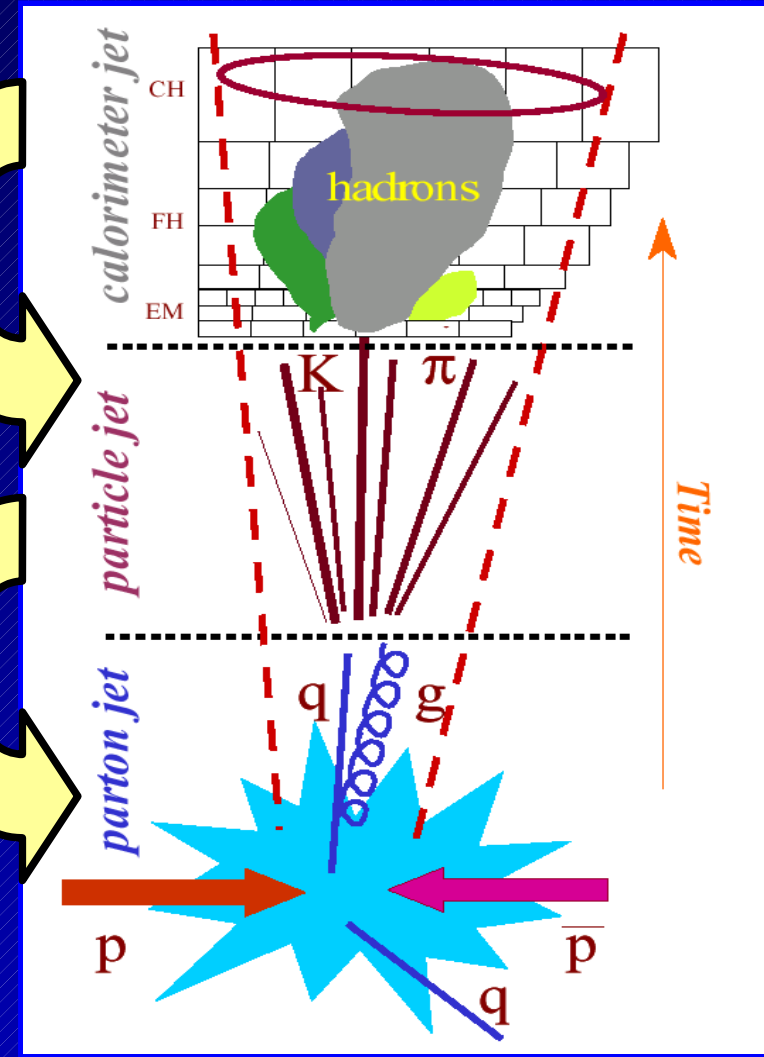 calorimeter jet
CH
hadrons
FH
EM
K
π
particle jet
Time
parton jet
q
g
p
p̅
q